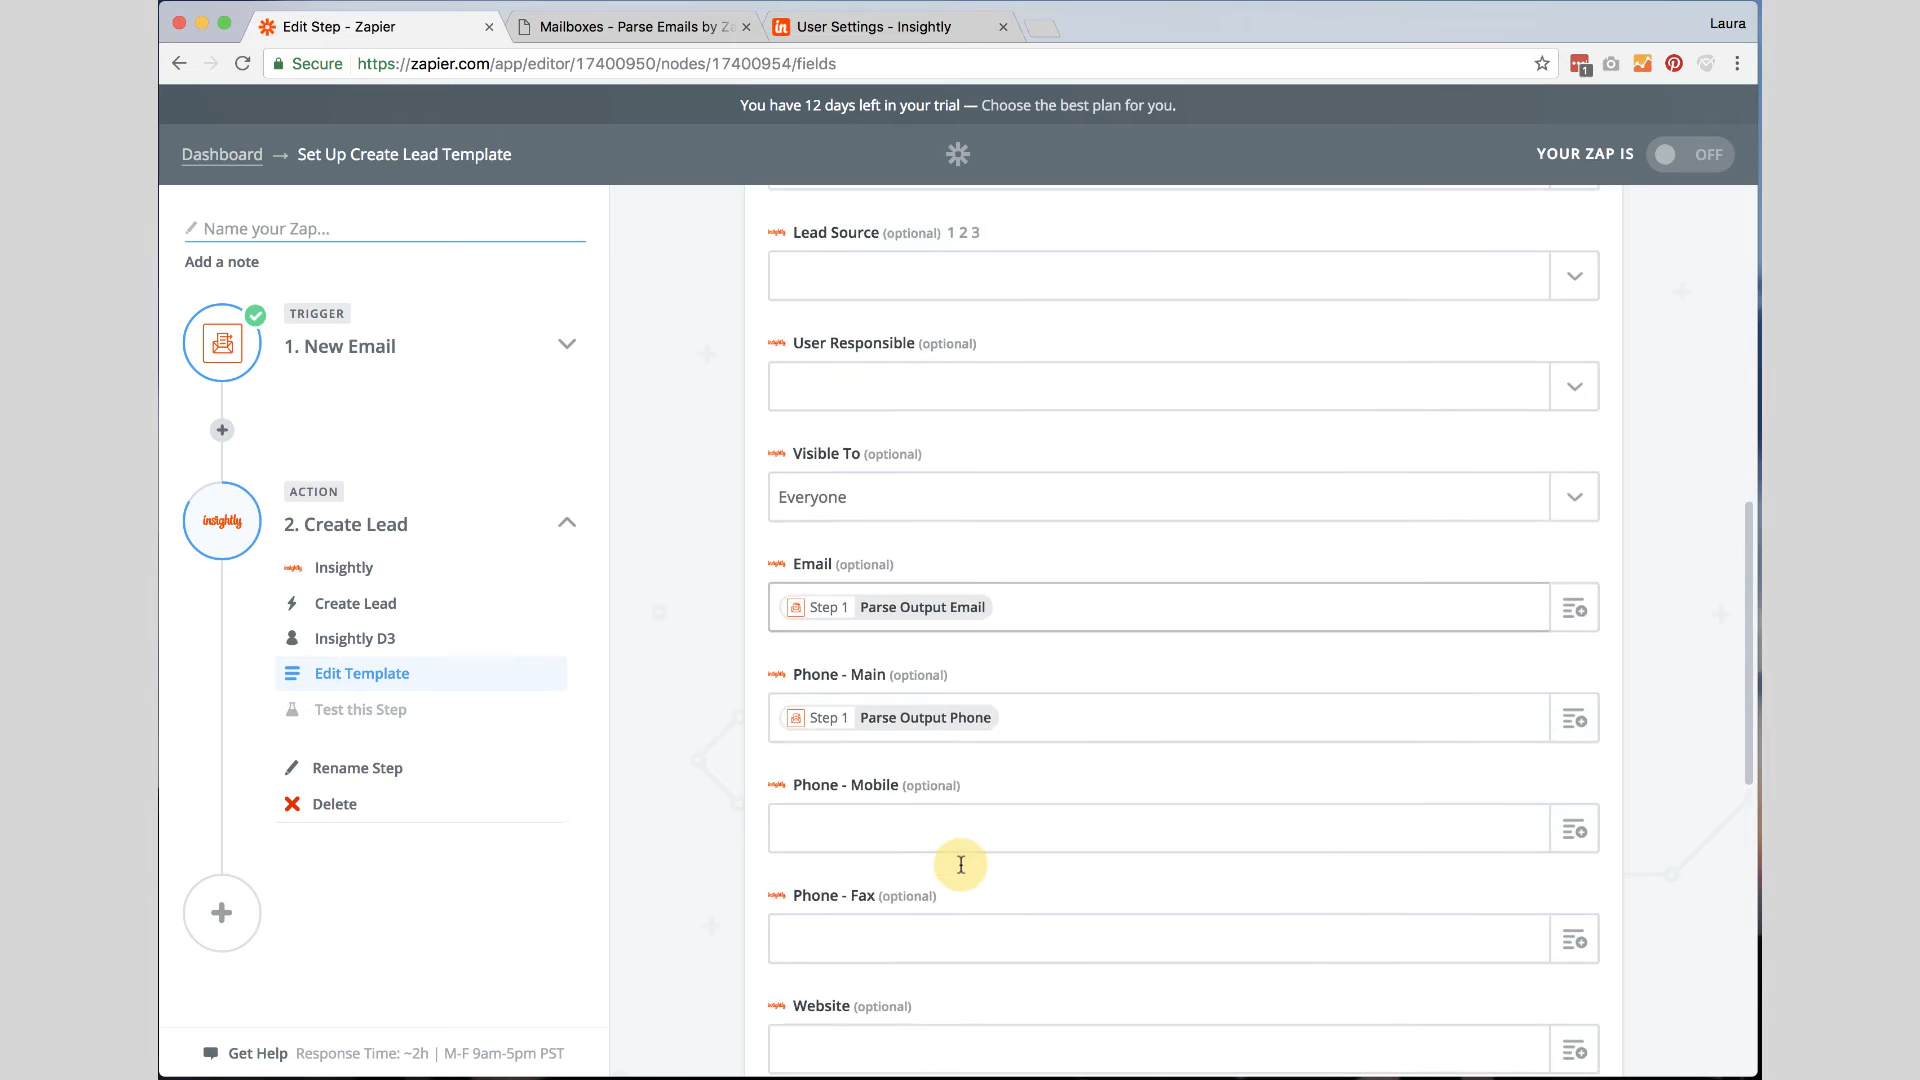 Edit Step - Zapier
Mailboxes - Parse Emails by Za
User Settings - Insightly
Laura
Secure
https://zapier.com/app/editor/17400950/nodes/17400954/fields
1
You have 12 days left in your trial — Choose the best plan for you.
Dashboard → Set Up Create Lead Template
YOUR ZAP IS
OFF
Name your Zap...
Add a note
TRIGGER
1. New Email
ACTION
2. Create Lead
insightly
Insightly
Create Lead
Insightly D3
Edit Template
Test this Step
Rename Step
Delete
Get Help Response Time: ~2h | M-F 9am-5pm PST
Lead Source (optional) 1 2 3
User Responsible (optional)
Visible To (optional)
Everyone
Email (optional)
Step 1 Parse Output Email
Phone - Main (optional)
Step 1 Parse Output Phone
Phone - Mobile (optional)
Phone - Fax (optional)
Website (optional)